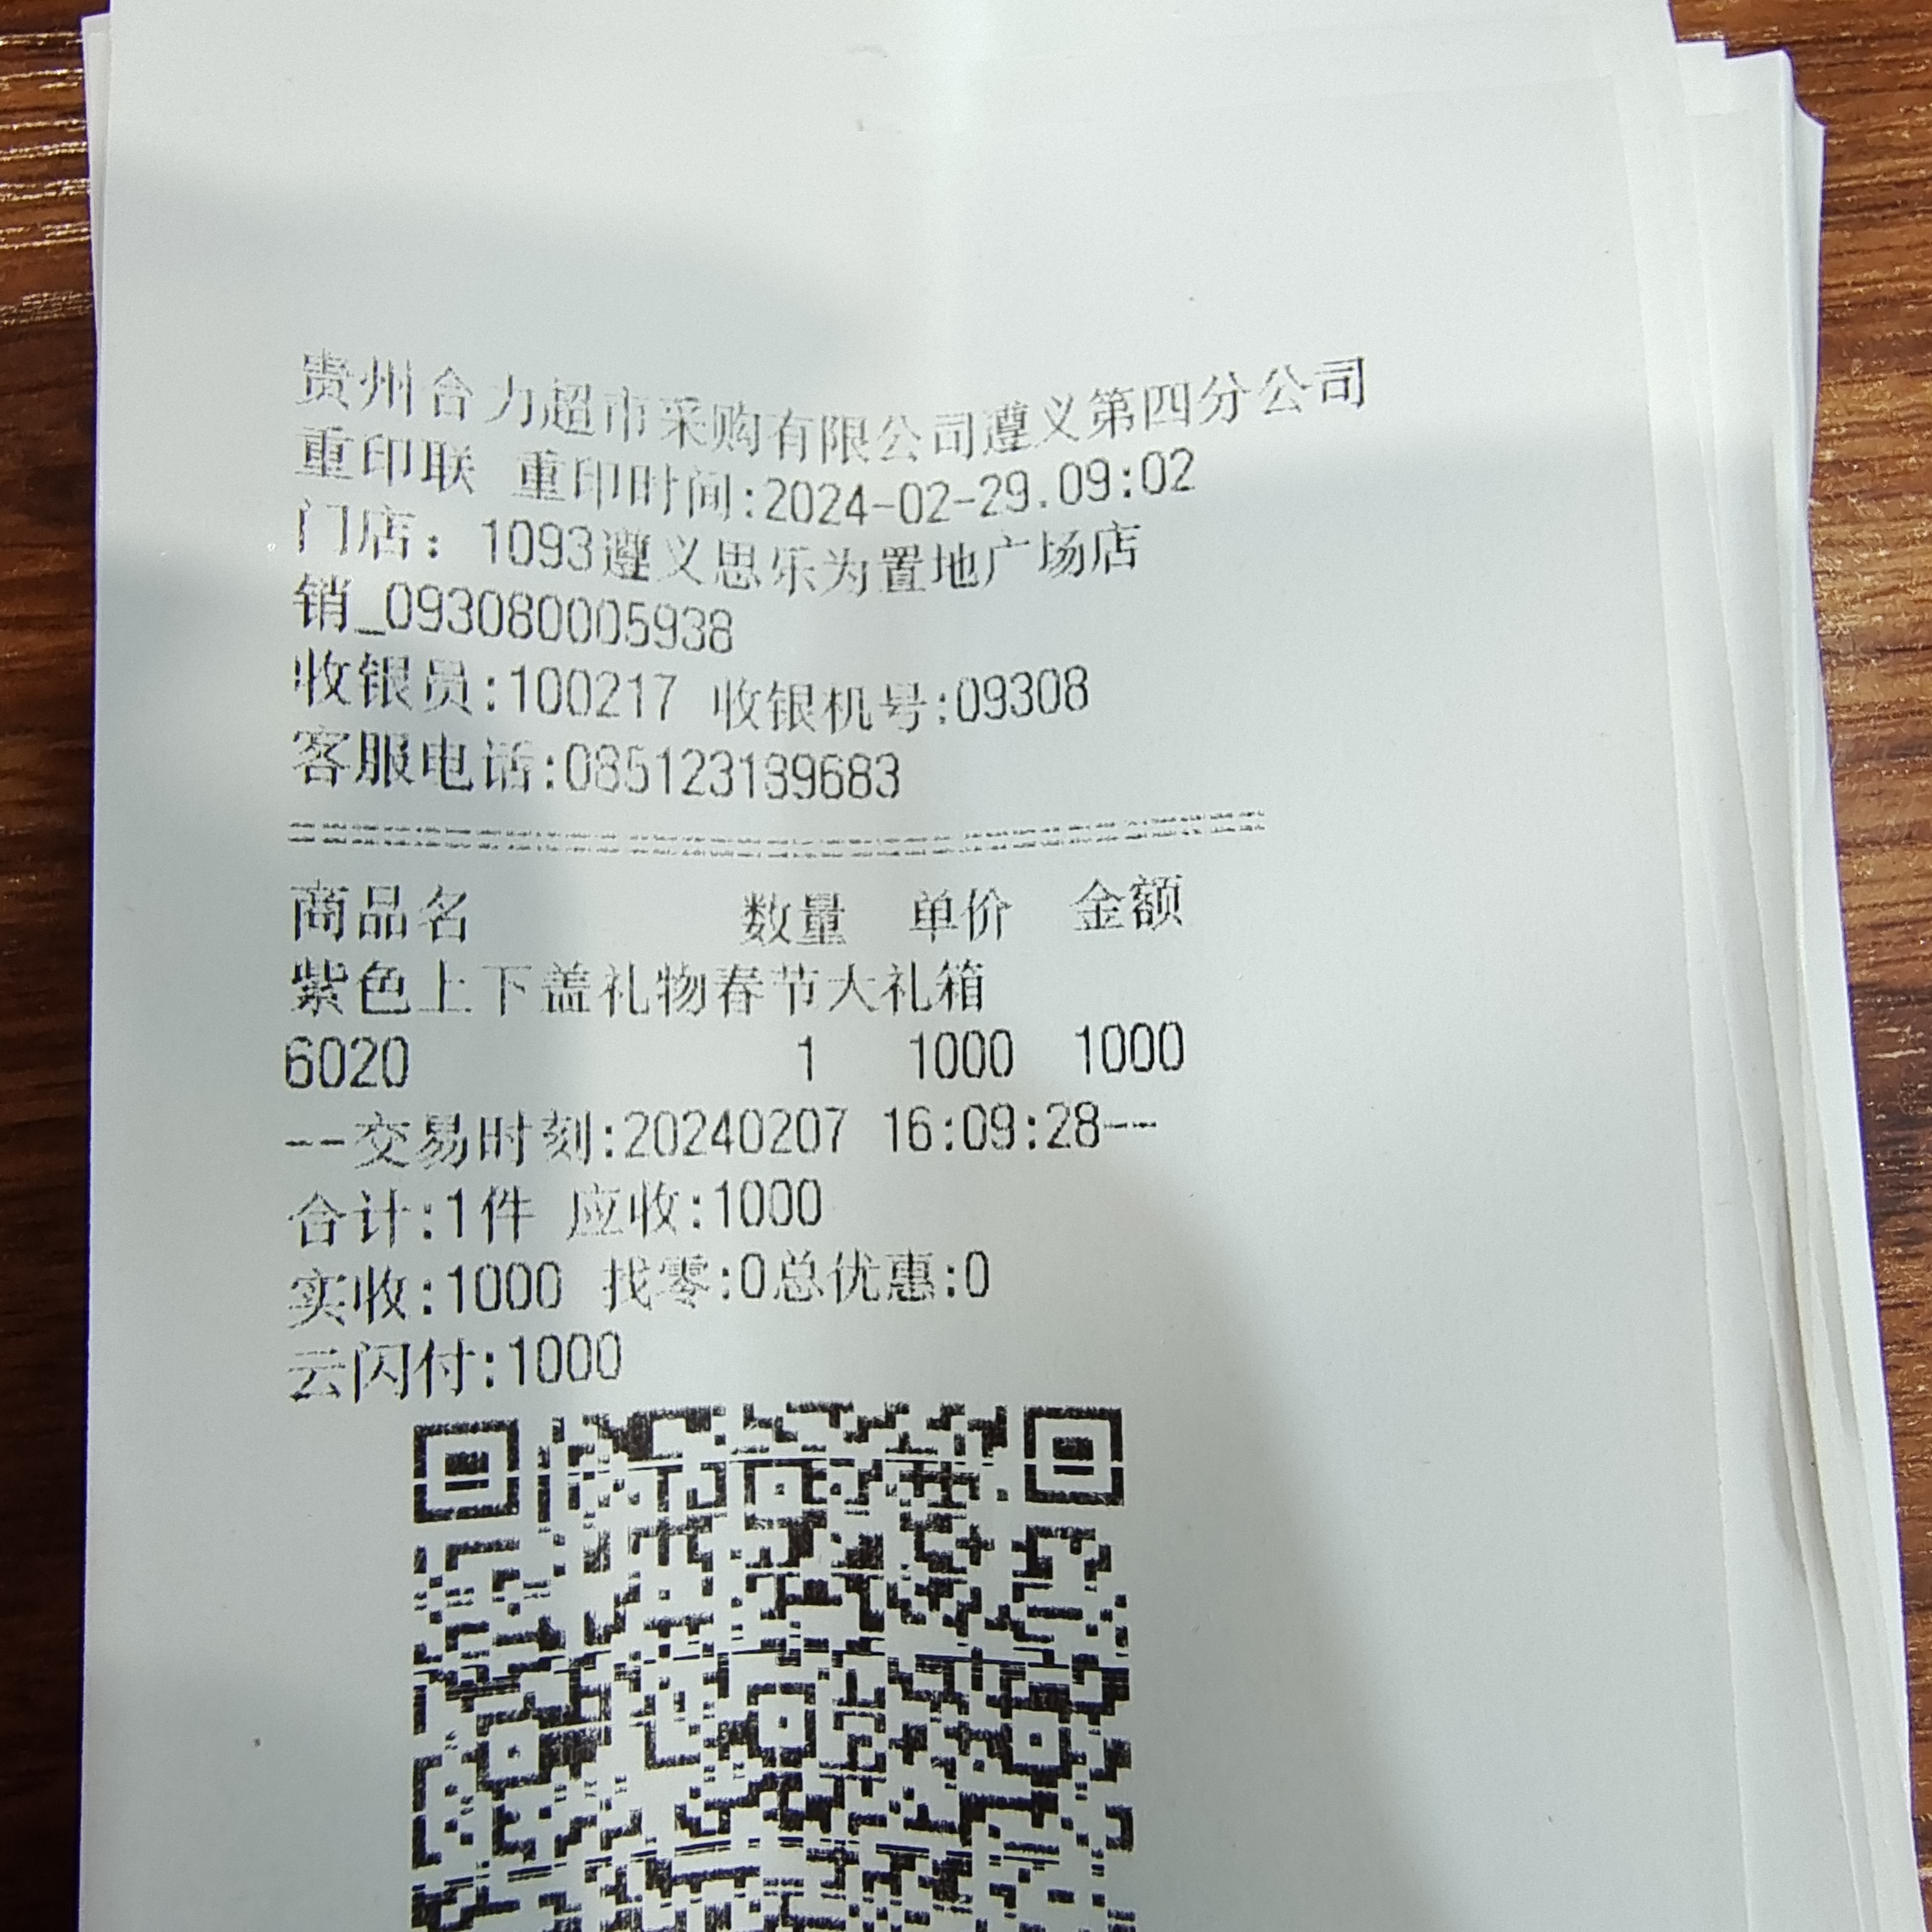 贵州合力超市采购有限公司遵义第四分公司
重印联 重印时间:2024-02-29.09:02
门店：1093遵义思乐为置地广场店
销_093080005938
收银员:100217 收银机号:09308
客服电话:085123139683
商品名 数量 单价 金额
紫色上下盖礼物春节大礼箱
6020 1 1000 1000
--交易时刻:20240207 16:09:28--
合计:1件 应收:1000
实收:1000 找零:0总优惠:0
云闪付:1000